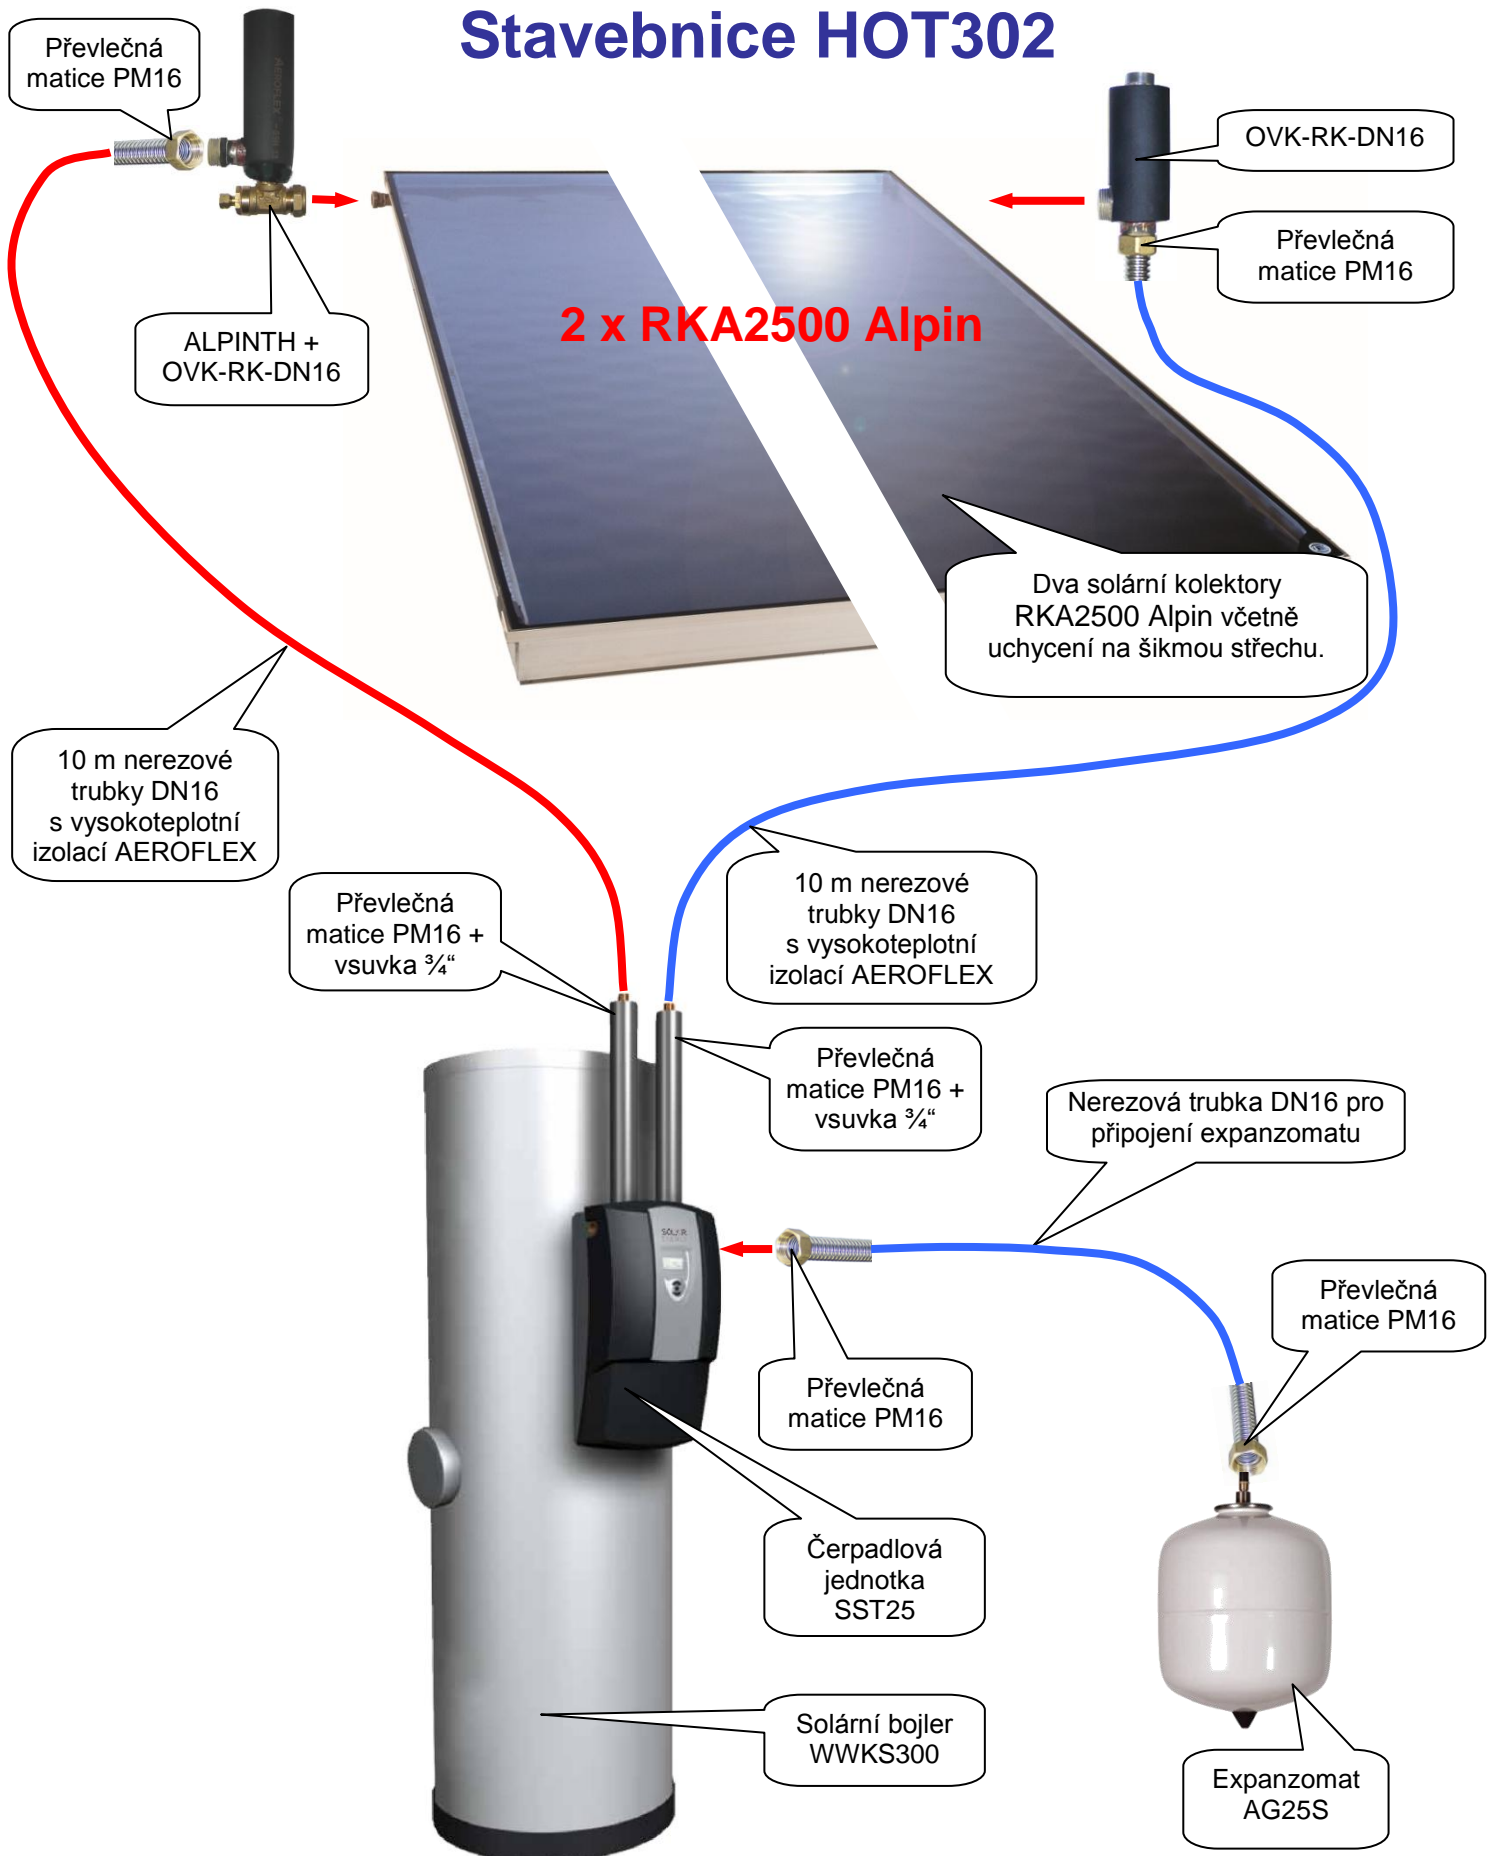 Stavebnice HOT302
Převlečná
matice PM16
AEROFLEX
OVK-RK-DN16
Převlečná
matice PM16
ALPINTH +
OVK-RK-DN16
2 x RKA2500 Alpin
Dva solární kolektory
RKA2500 Alpin včetně
uchycení na šikmou střechu.
10 m nerezové
trubky DN16
s vysokoteplotní
izolací AEROFLEX
10 m nerezové
trubky DN16
s vysokoteplotní
izolací AEROFLEX
Převlečná
matice PM16 +
vsuvka ¾“
Převlečná
matice PM16 +
vsuvka ¾“
Nerezová trubka DN16 pro
připojení expanzomatu
SOLAR
Převlečná
matice PM16
Převlečná
matice PM16
Čerpadlová
jednotka
SST25
Solární bojler
WWKS300
Expanzomat
AG25S